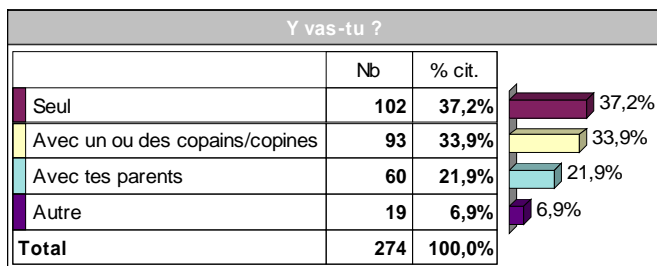 Y vas-tu ?
Nb % cit.
Seul 102 37,2% 37,2%
Avec un ou des copains/copines 93 33,9% 33,9%
Avec tes parents 60 21,9% 21,9%
Autre 19 6,9% 6,9%
Total 274 100,0%